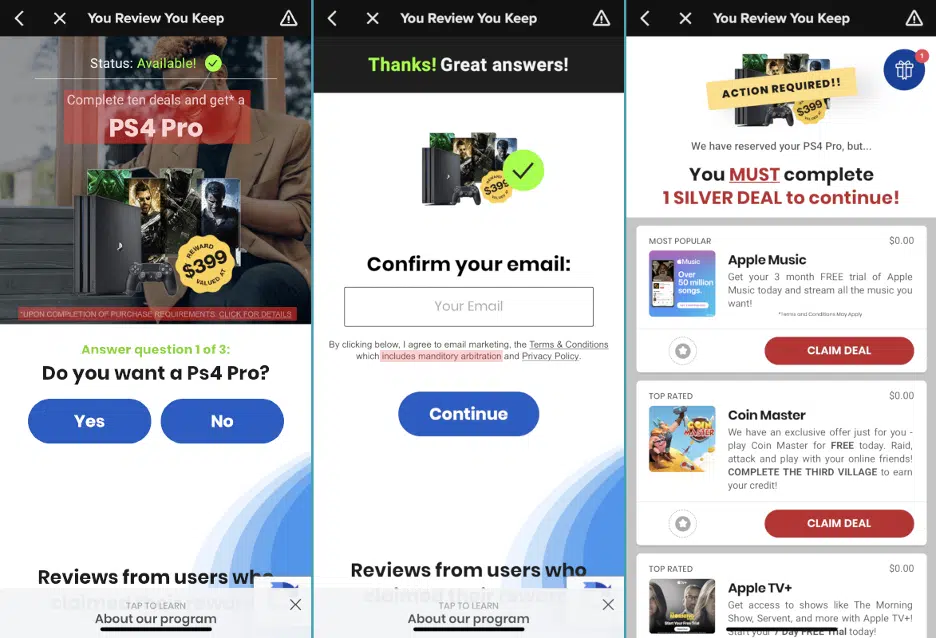 You Review You Keep
Status: Available!
Complete ten deals and get* a
PS4 Pro
REWARD
$399
VALUED AT
*UPON COMPLETION OF PURCHASE REQUIREMENTS. CLICK FOR DETAILS
Answer question 1 of 3:
Do you want a Ps4 Pro?
Yes
No
Reviews from users who
claimed their reward
TAP TO LEARN
About our program
You Review You Keep
Thanks! Great answers!
$399
Confirm your email:
Your Email
By clicking below, I agree to email marketing, the Terms & Conditions
which includes manditory arbitration and Privacy Policy.
Continue
Reviews from users who
claimed their reward
TAP TO LEARN
About our program
You Review You Keep
1
ACTION REQUIRED!!
$399
We have reserved your PS4 Pro, but...
You MUST complete
1 SILVER DEAL to continue!
MOST POPULAR
$0.00
Music
Over
50 million
songs.
Apple Music
Get your 3 month FREE trial of Apple
Music today and stream all the music you
want!
*Terms and Conditions May Apply
CLAIM DEAL
TOP RATED
$0.00
COIN
MASTER
Coin Master
We have an exclusive offer just for you -
play Coin Master for FREE today. Raid,
attack and play with your online friends!
COMPLETE THE THIRD VILLAGE to earn
your credit!
CLAIM DEAL
TOP RATED
$0.00
Apple TV+
Get access to shows like The Morning
Show, Servent, and more with Apple TV+!
Start your 7 Day FREE Trial today!